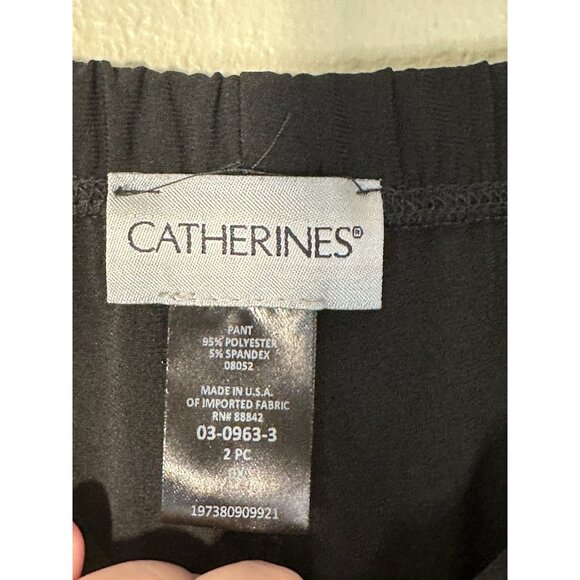 CATHERINES®
PANT
95% POLYESTER
5% SPANDEX
08052
MADE IN U.S.A.
OF IMPORTED FABRIC
RN# 88842
03-0963-3
2 PC
197380909921